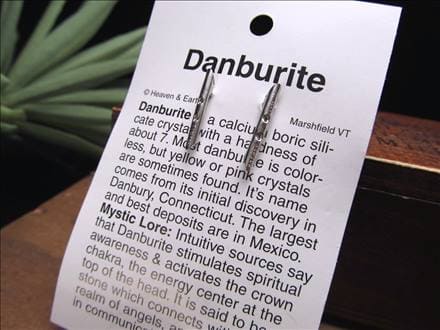 Danburite
© Heaven & Earth
Marshfield VT
Danburite a calcium boric sili-
cate crystal with a hardness of
about 7. Most danburite is color-
less, but yellow or pink crystals
are sometimes found. It's name
comes from its initial discovery in
Danbury, Connecticut. The largest
and best deposits are in Mexico.
Mystic Lore: Intuitive sources say
that Danburite stimulates spiritual
awareness & activates the crown
chakra, the energy center at the
top of the head. It is said to be
stone which connects with
realm of angels,
in